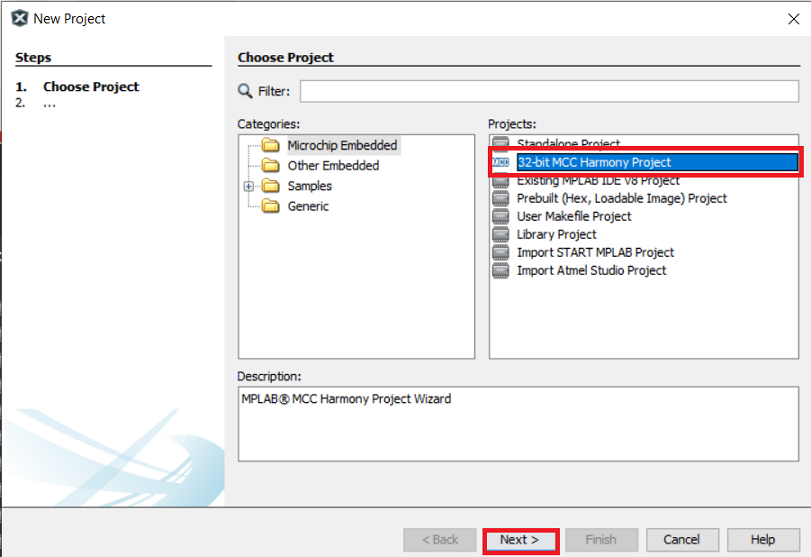 New Project
Steps
1. Choose Project
2. ...
Choose Project
Filter:
Categories:
Microchip Embedded
Other Embedded
Samples
Generic
Projects:
Standalone Project
MCC 32-bit MCC Harmony Project
Existing MPLAB IDE v8 Project
Prebuilt (Hex, Loadable Image) Project
User Makefile Project
Library Project
Import START MPLAB Project
Import Atmel Studio Project
Description:
MPLAB® MCC Harmony Project Wizard
< Back Next > Finish Cancel Help